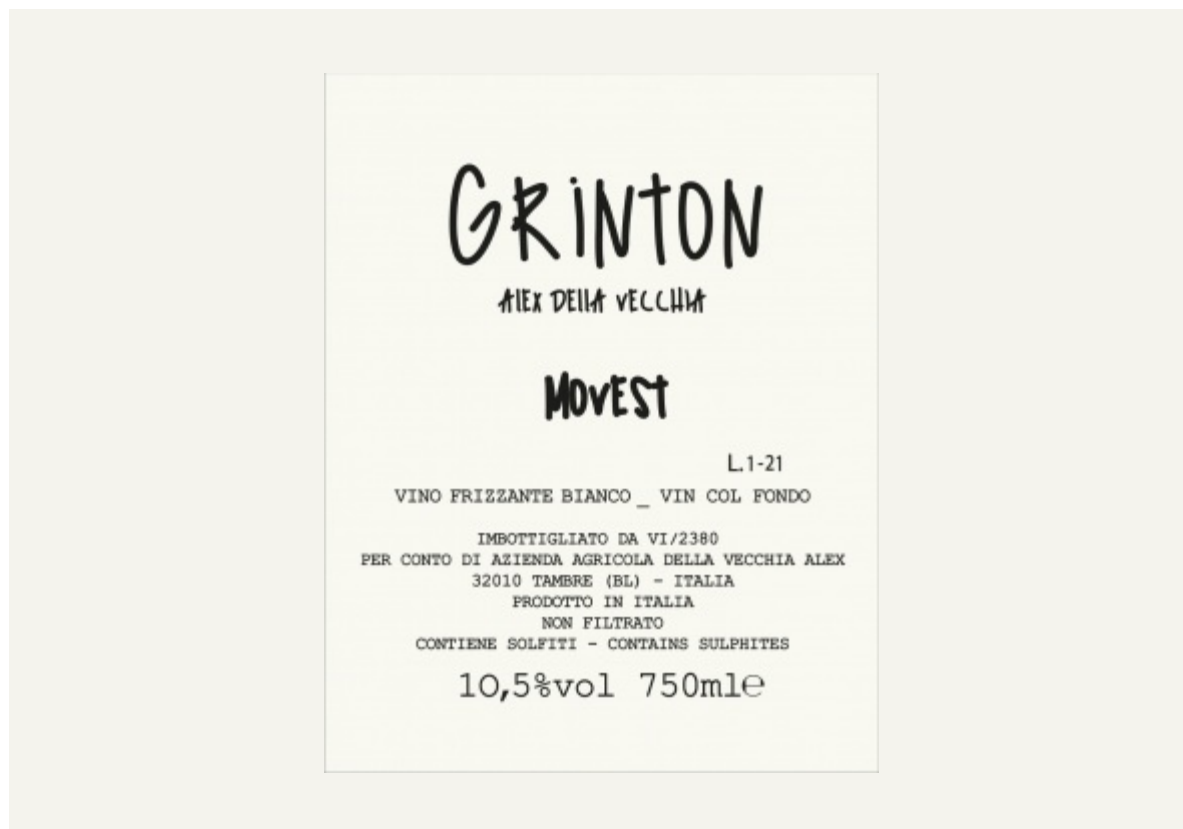 GRINTON
ALEX DELLA VECCHIA
MOVEST
L.1-21
VINO FRIZZANTE BIANCO _ VIN COL FONDO
IMBOTTIGLIATO DA VI/2380
PER CONTO DI AZIENDA AGRICOLA DELLA VECCHIA ALEX
32010 TAMBRE (BL) - ITALIA
PRODOTTO IN ITALIA
NON FILTRATO
CONTIENE SOLFITI - CONTAINS SULPHITES
10,5%vol 750ml℮